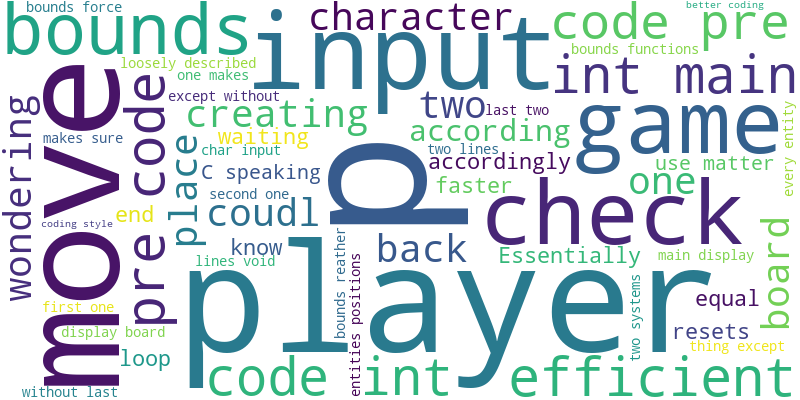 bounds force
better coding
bounds
character
code pre
input
bounds functions
loosely described
one makes
int main
except without
move
pre code
wondering
creating
two
last two
game
makes sure
waiting
according
every entity
char input
two lines
accordingly
use matter
place
C speaking
p
faster
one
second one
check
end
coudl
coding style
know
back
Essentially
board
bounds reather
lines void
player
main display
entities positions
two systems
equal
first one
display board
resets
loop
thing except
without last
code int
efficient